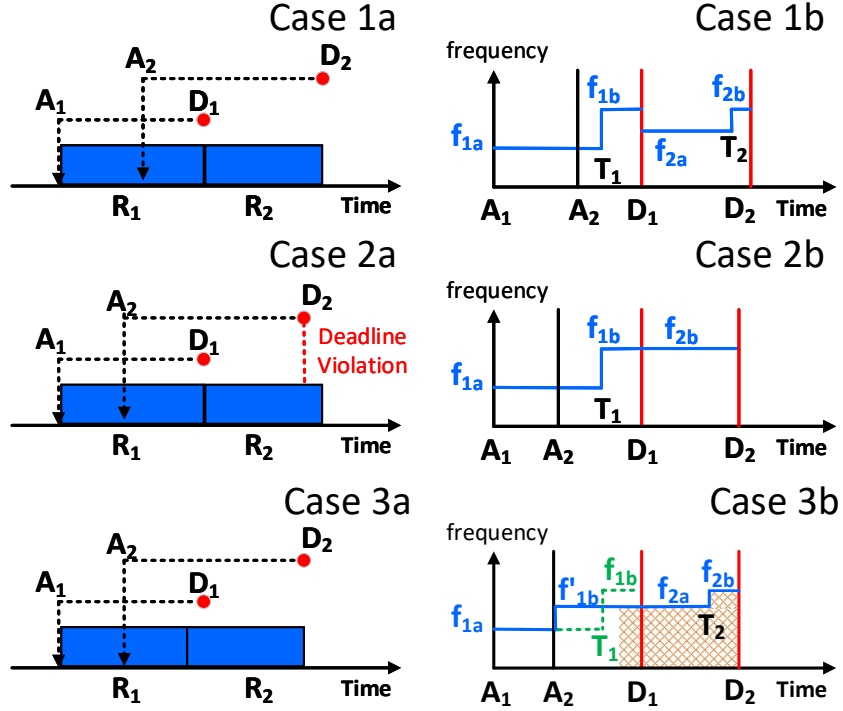 Case 1a
A₂
D₂
A₁
D₁
R₁
R₂
Time
Case 1b
frequency
f₁b
f₂b
f₁a
T₁
f₂a
T₂
A₁
A₂
D₁
D₂
Time
Case 2a
A₂
D₂
A₁
D₁
Deadline
Violation
R₁
R₂
Time
Case 2b
frequency
f₁b
f₂b
f₁a
T₁
A₁
A₂
D₁
D₂
Time
Case 3a
A₂
D₂
A₁
D₁
R₁
R₂
Time
Case 3b
frequency
f₁b
f₂b
f'₁b
f₂a
f₁a
T₁
T₂
A₁
A₂
D₁
D₂
Time